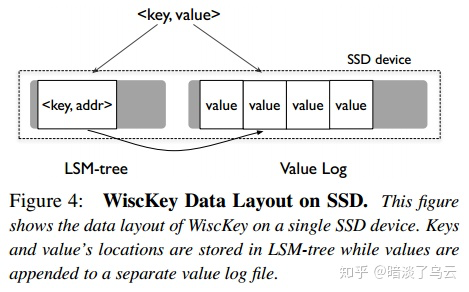 <key, value>
SSD device
<key, addr>
value value value value
LSM-tree Value Log
Figure 4: WiscKey Data Layout on SSD. This figure
shows the data layout of WiscKey on a single SSD device. Keys
and value's locations are stored in LSM-tree while values are
appended to a separate value log file.
知乎 @暗淡了乌云